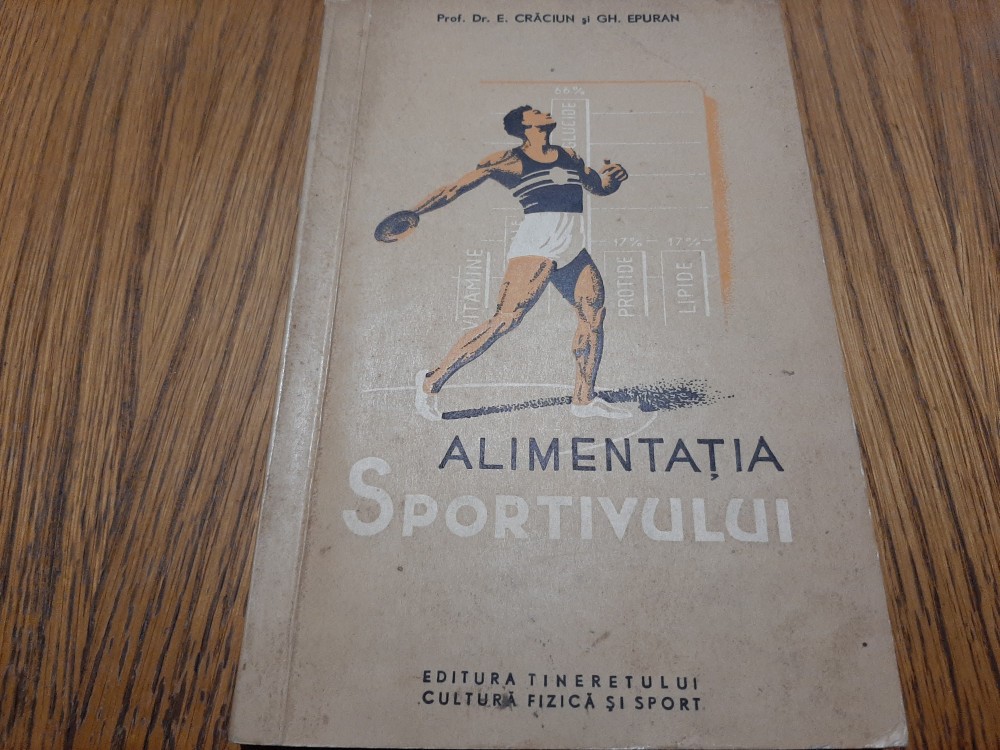 Prof. Dr. E. CRĂCIUN și GH. EPURAN
66%
GLUCIDE
17% 17%
VITAMINE
PROTIDE
LIPIDE
ALIMENTAȚIA
SPORTIVULUI
EDITURA TINERETULUI
CULTURĂ FIZICĂ ȘI SPORT